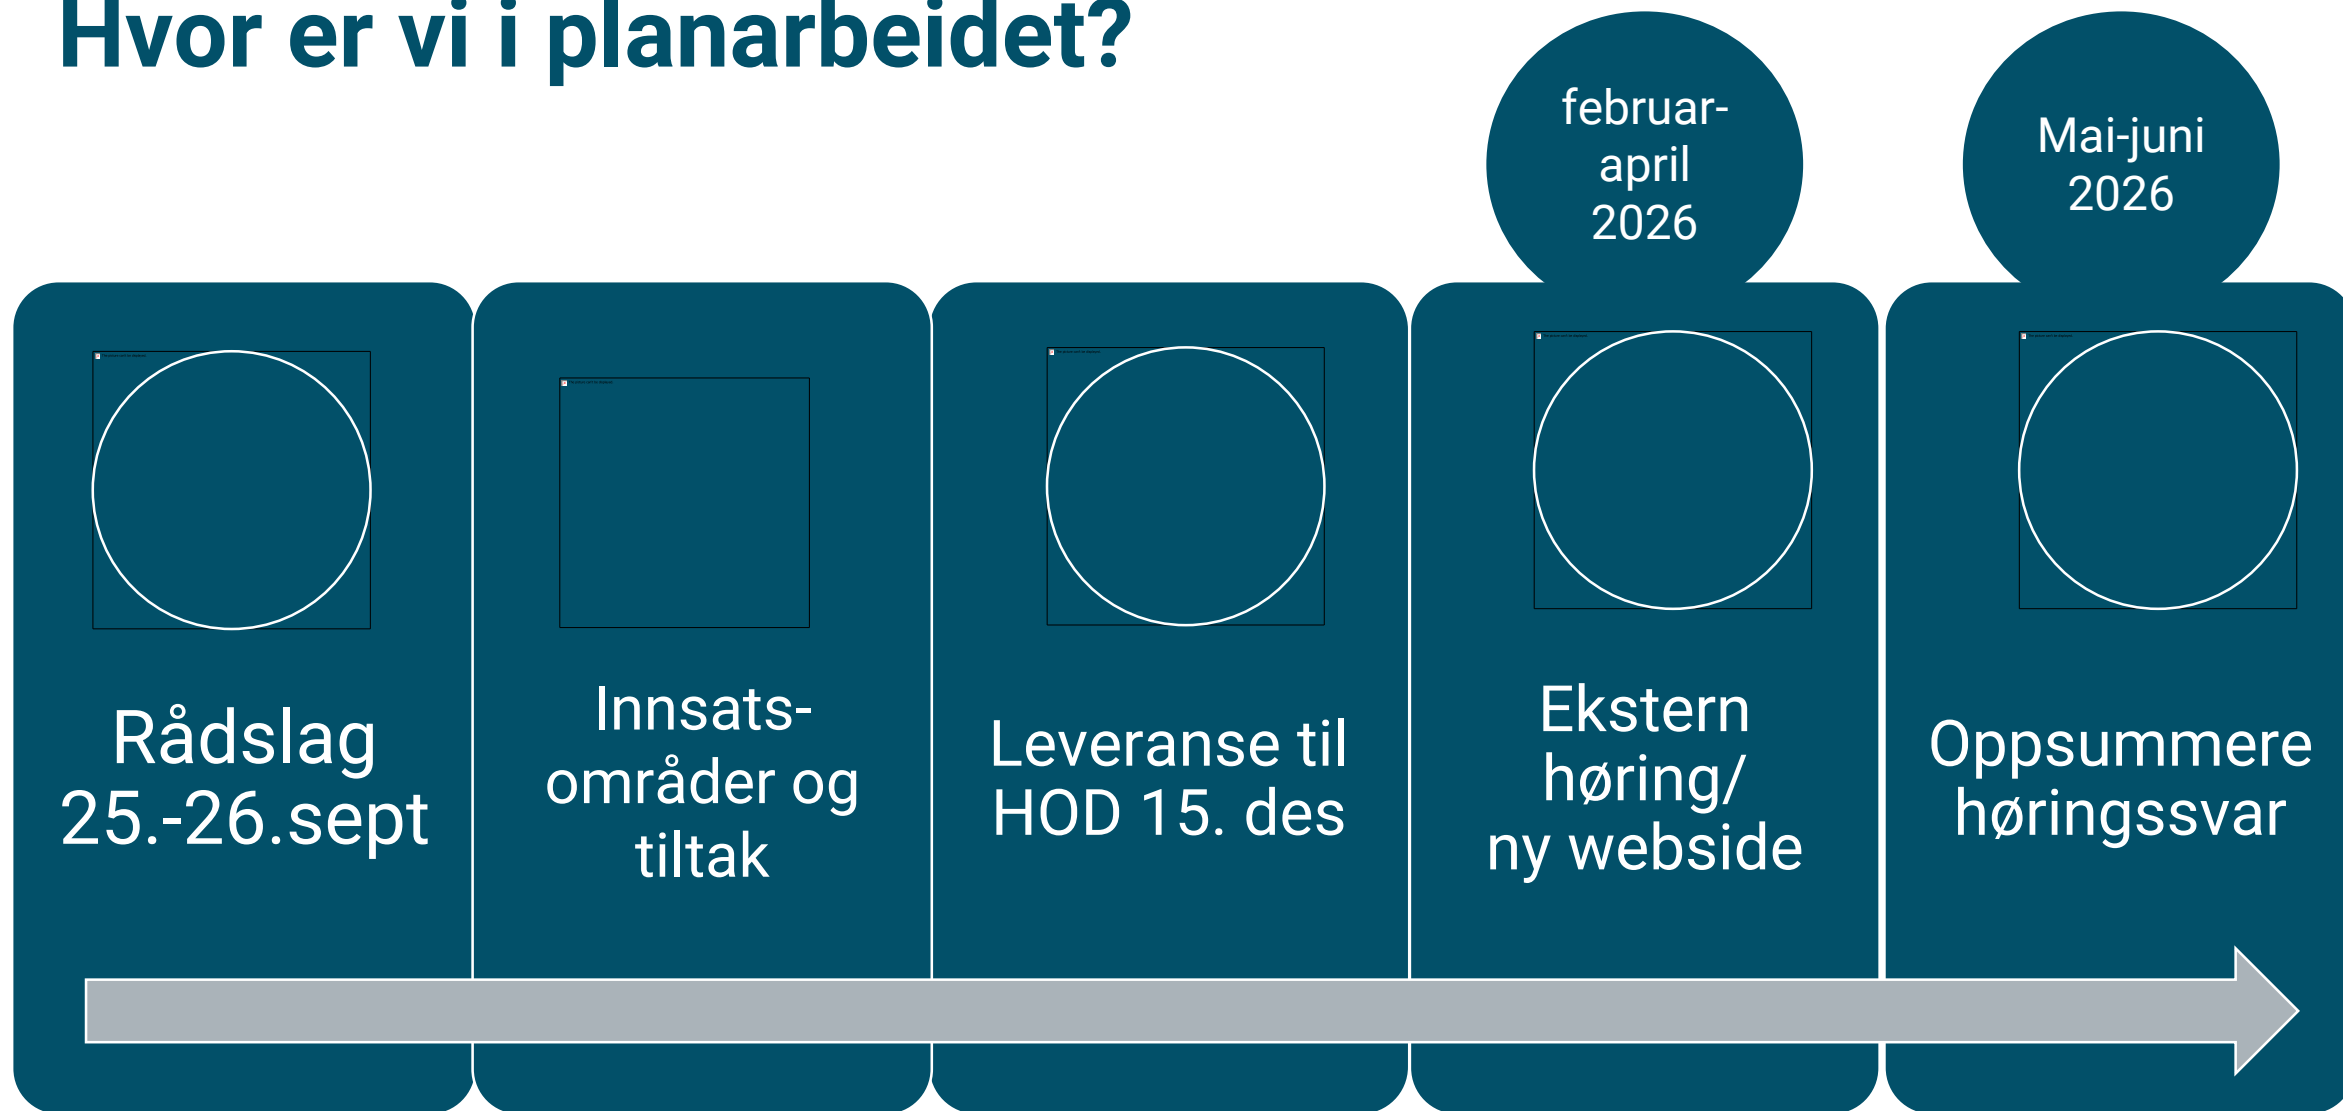 Hvor er vi i planarbeidet?
februar-
april
2026
Mai-juni
2026
Rådslag
25.-26.sept
Innsats-
områder og
tiltak
Leveranse til
HOD 15. des
Ekstern
høring/
ny webside
Oppsummere
høringssvar